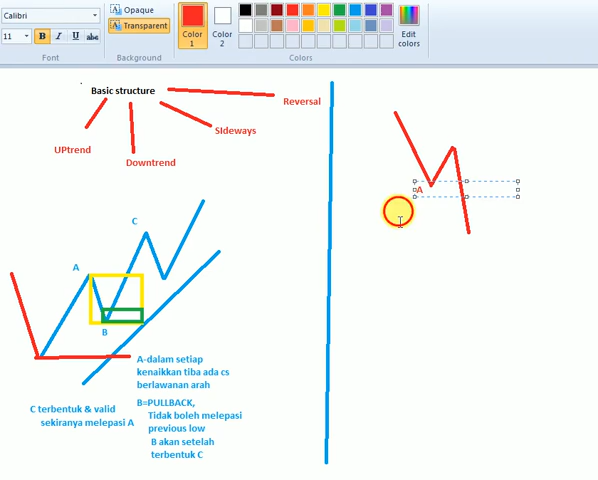 Calibri
Opaque
Transparent
11
B I U abc
Color
1
Color
2
Edit
colors
Font
Background
Colors
Basic structure
Reversal
SIdeways
UPtrend
Downtrend
A
C
A
B
A-dalam setiap
kenaikkan tiba ada cs
berlawanan arah
B=PULLBACK,
Tidak boleh melepasi
previous low
B akan setelah
terbentuk C
C terbentuk & valid
sekiranya melepasi A